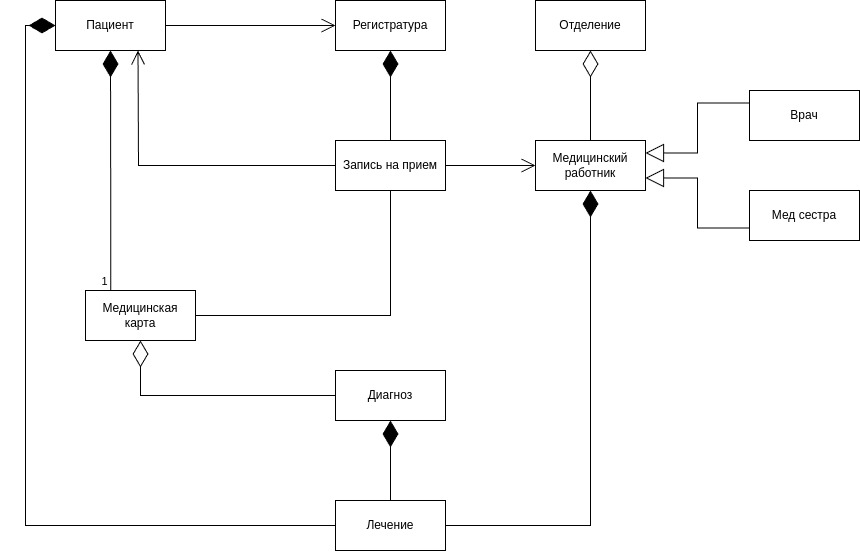 Пациент
Регистратура
Отделение
Врач
Запись на прием
Медицинский
работник
Мед сестра
1
Медицинская
карта
Диагноз
Лечение